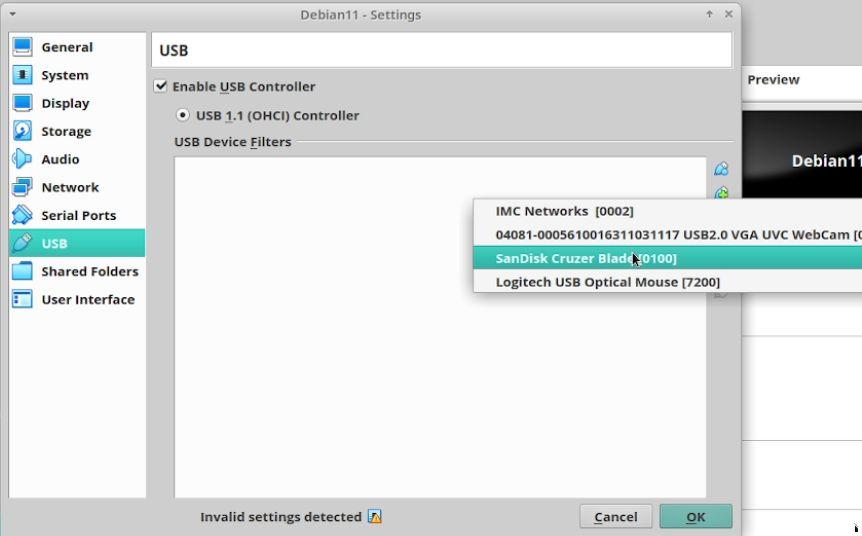 Debian11 - Settings
General
System
Display
Storage
Audio
Network
Serial Ports
USB
Shared Folders
User Interface
USB
Enable USB Controller
USB 1.1 (OHCI) Controller
USB Device Filters
IMC Networks [0002]
04081-0005610016311031117 USB2.0 VGA UVC WebCam [0
SanDisk Cruzer Blade [0100]
Logitech USB Optical Mouse [7200]
Invalid settings detected
Cancel
OK
Preview
Debian11